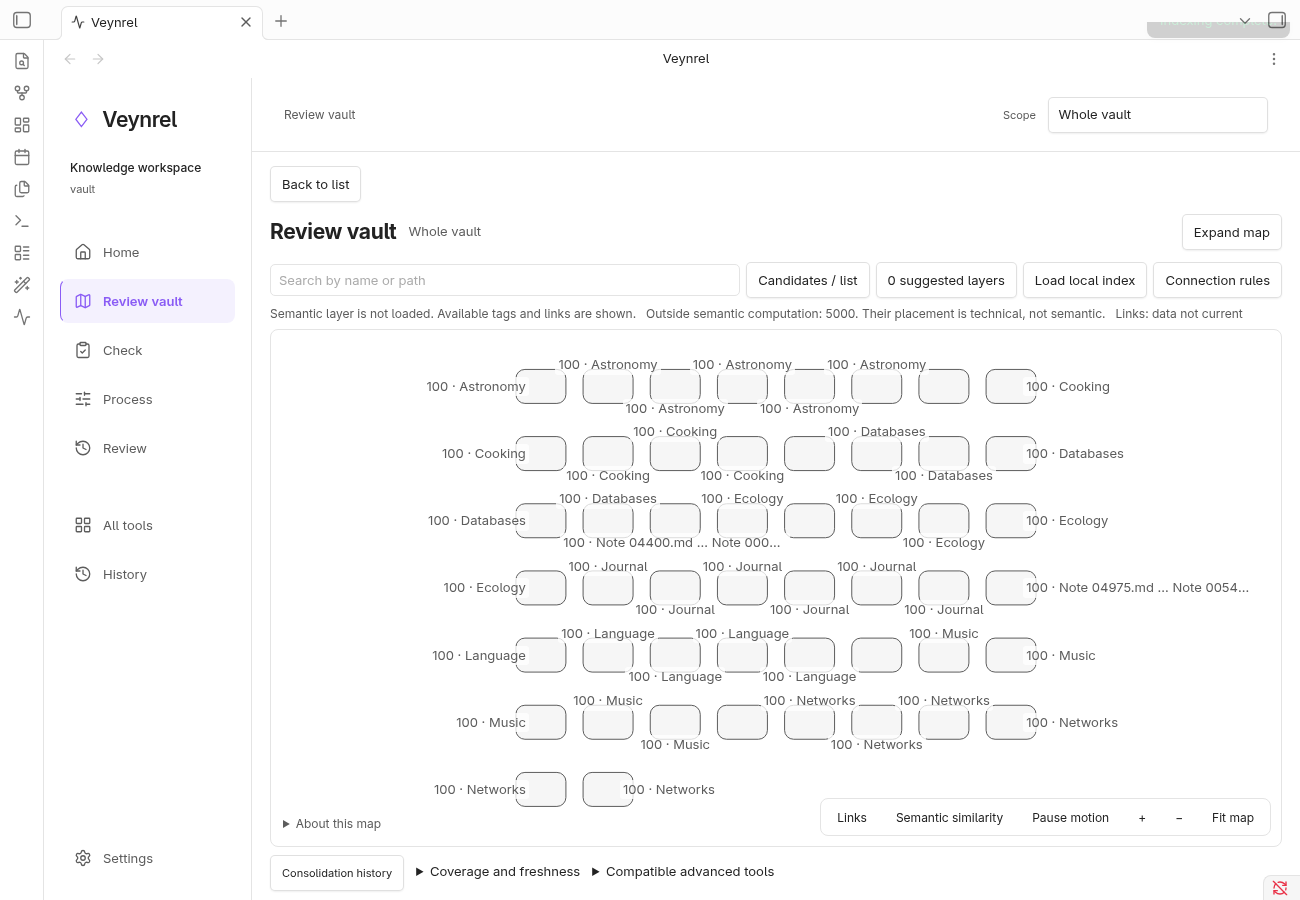 Veynrel
Veynrel
Veynrel
Knowledge workspace
vault
Home
Review vault
Check
Process
Review
All tools
History
Settings
Review vault
Scope
Whole vault
Back to list
Review vault Whole vault
Expand map
Search by name or path
Candidates / list
0 suggested layers
Load local index
Connection rules
Semantic layer is not loaded. Available tags and links are shown. Outside semantic computation: 5000. Their placement is technical, not semantic. Links: data not current
100 · Astronomy 100 · Astronomy 100 · Astronomy
100 · Astronomy 100 · Cooking
100 · Astronomy 100 · Astronomy
100 · Cooking 100 · Databases
100 · Cooking 100 · Databases
100 · Cooking 100 · Cooking 100 · Databases
100 · Databases 100 · Ecology 100 · Ecology
100 · Databases 100 · Ecology
100 · Note 04400.md ... Note 000... 100 · Ecology
100 · Journal 100 · Journal 100 · Journal
100 · Ecology 100 · Note 04975.md ... Note 0054...
100 · Journal 100 · Journal 100 · Journal
100 · Language 100 · Language 100 · Music
100 · Language 100 · Music
100 · Language 100 · Language
100 · Music 100 · Networks 100 · Networks
100 · Music 100 · Networks
100 · Music 100 · Networks
100 · Networks 100 · Networks
About this map
Links Semantic similarity Pause motion + − Fit map
Consolidation history
Coverage and freshness
Compatible advanced tools